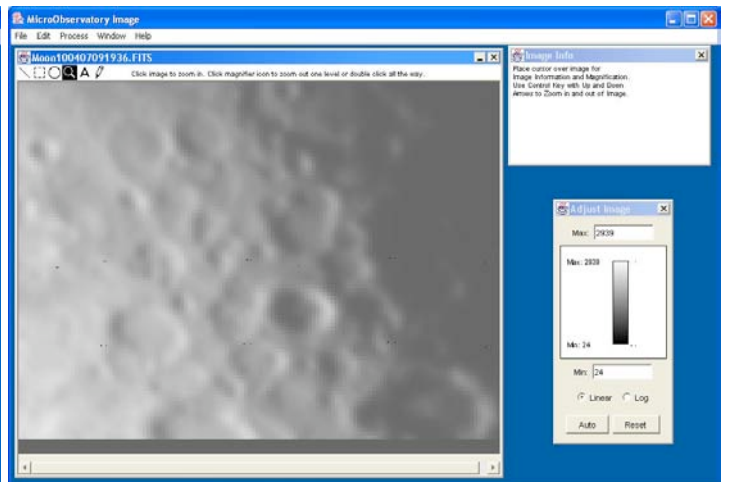 MicroObservatory Image
File Edit Process Window Help
Moon100407091936.FITS
A
Click image to zoom in. Click magnifier icon to zoom out one level or double click all the way.
Image Info
Place cursor over image for
Image Information and Magnification.
Use Control Key with Up and Down
Arrows to Zoom in and out of Image.
Adjust Image
Max: 2939
Max: 2939
Min: 24
Min: 24
Linear Log
Auto Reset